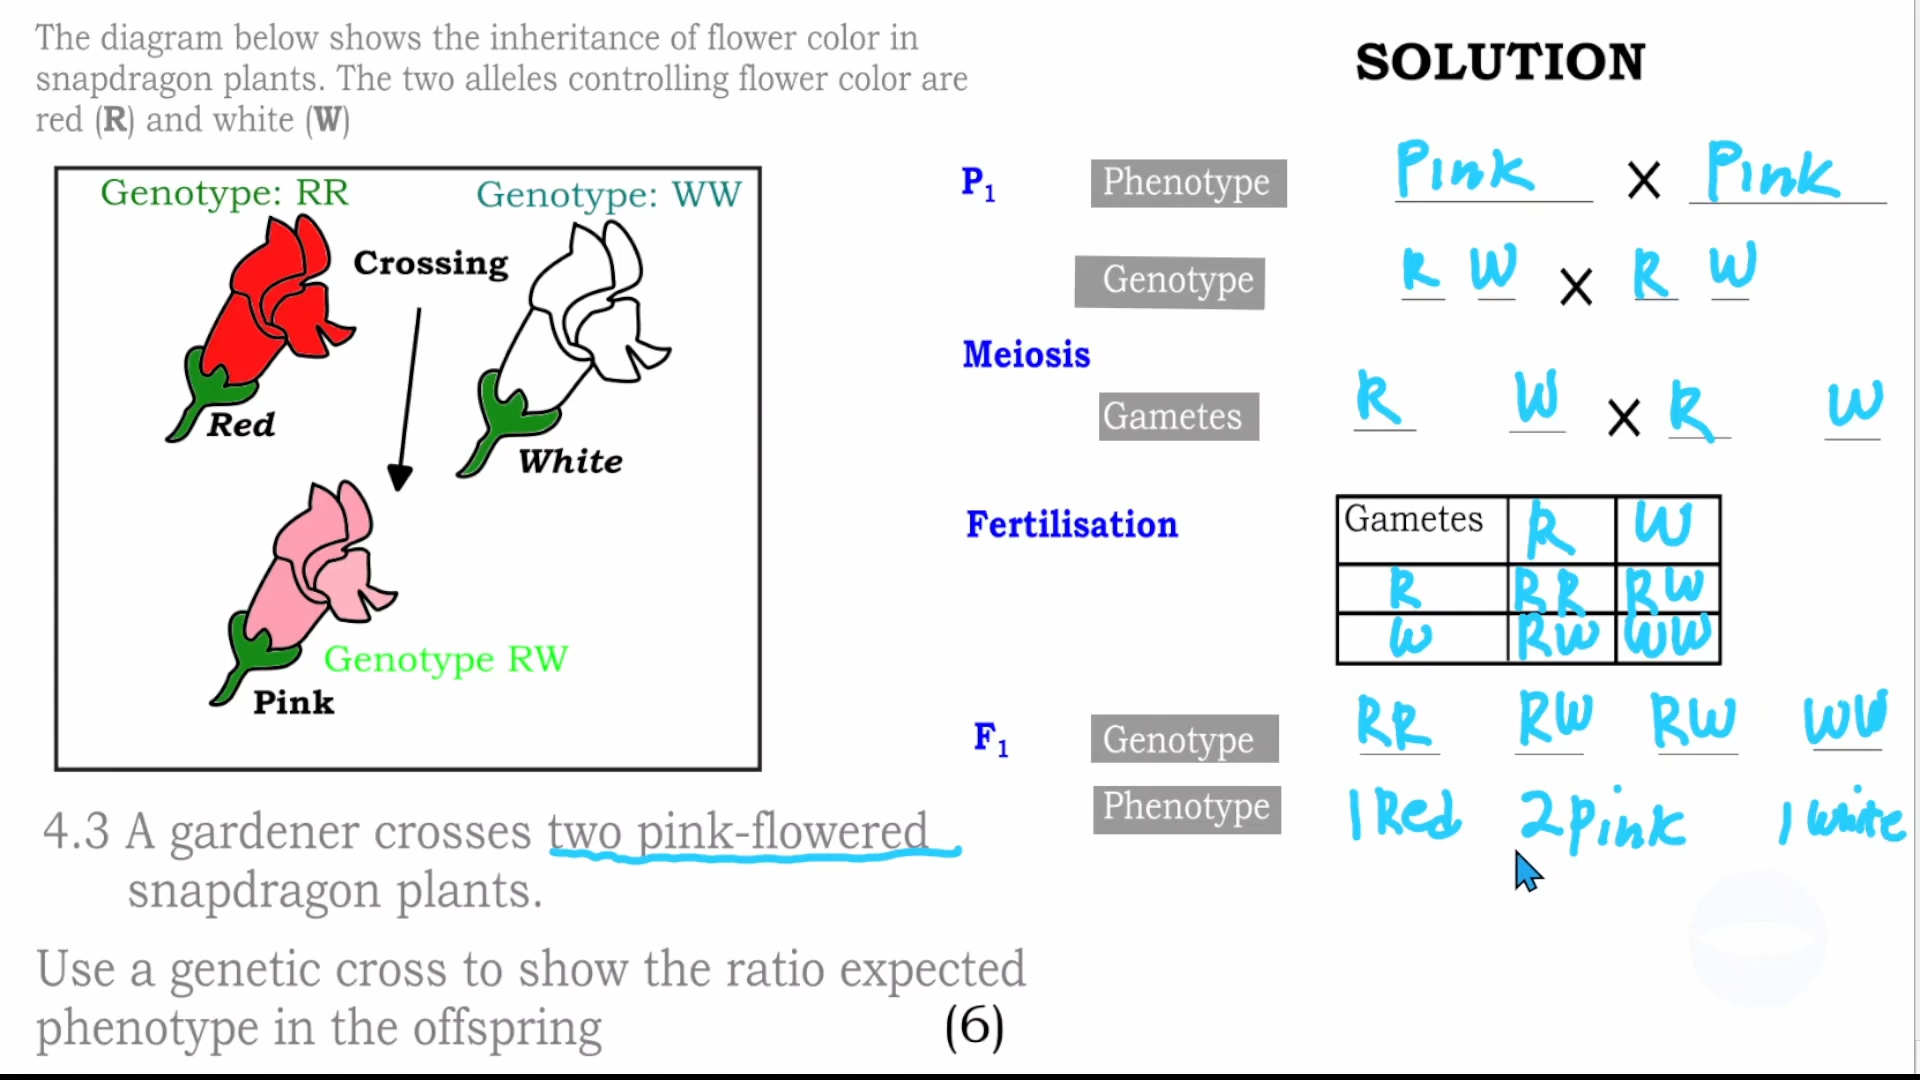 The diagram below shows the inheritance of flower color in
snapdragon plants. The two alleles controlling flower color are
red (R) and white (W)
Genotype: RR
Genotype: WW
Crossing
Red
White
Genotype RW
Pink
4.3 A gardener crosses two pink-flowered
snapdragon plants.
Use a genetic cross to show the ratio expected
phenotype in the offspring
(6)
SOLUTION
P1 Phenotype Pink × Pink
Genotype R W × R W
Meiosis
Gametes R W × R W
Fertilisation
Gametes R W
R RR RW
W RW WW
F1 Genotype RR RW RW WW
Phenotype 1 Red 2 Pink 1 white